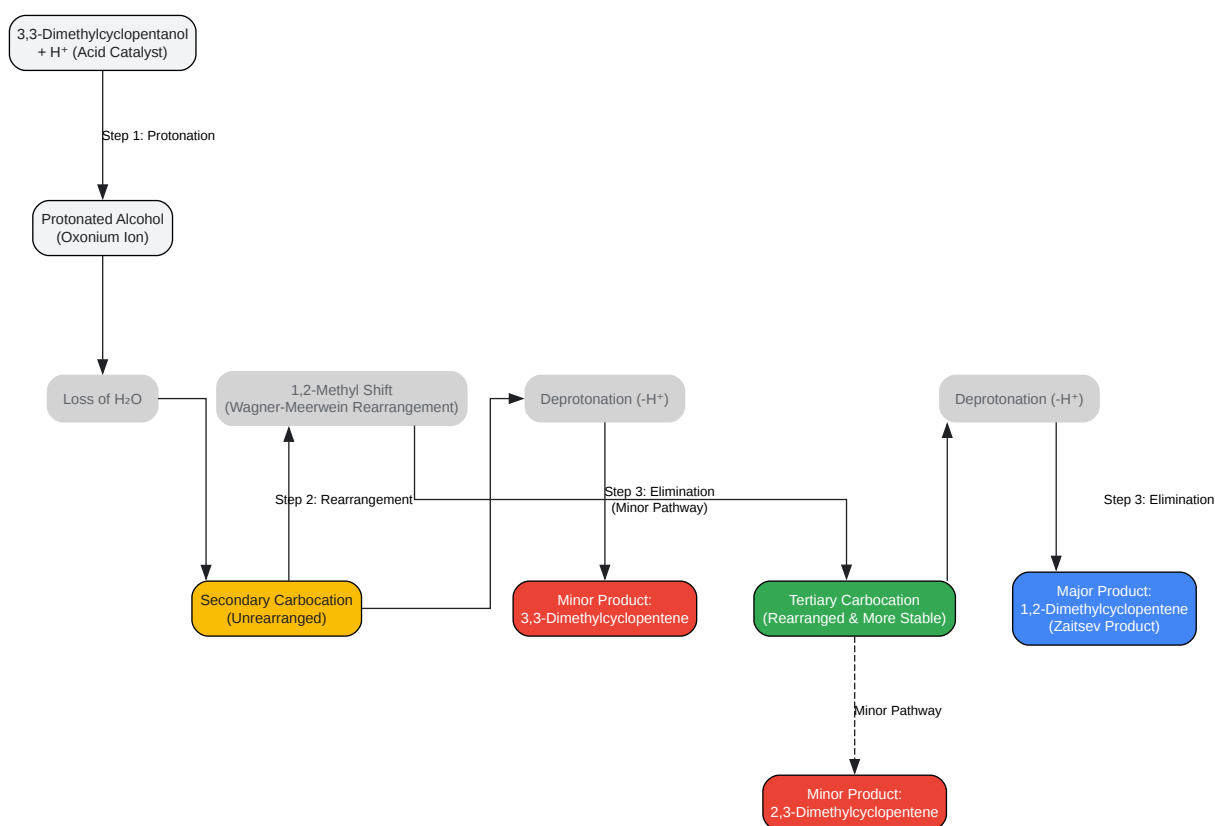 3,3-Dimethylcyclopentanol
+ H⁺ (Acid Catalyst)
Step 1: Protonation
Protonated Alcohol
(Oxonium Ion)
Loss of H₂O
1,2-Methyl Shift
(Wagner-Meerwein Rearrangement)
Deprotonation (-H⁺)
Deprotonation (-H⁺)
Step 2: Rearrangement
Step 3: Elimination
(Minor Pathway)
Step 3: Elimination
Secondary Carbocation
(Unrearranged)
Minor Product:
3,3-Dimethylcyclopentene
Tertiary Carbocation
(Rearranged & More Stable)
Major Product:
1,2-Dimethylcyclopentene
(Zaitsev Product)
Minor Pathway
Minor Product:
2,3-Dimethylcyclopentene